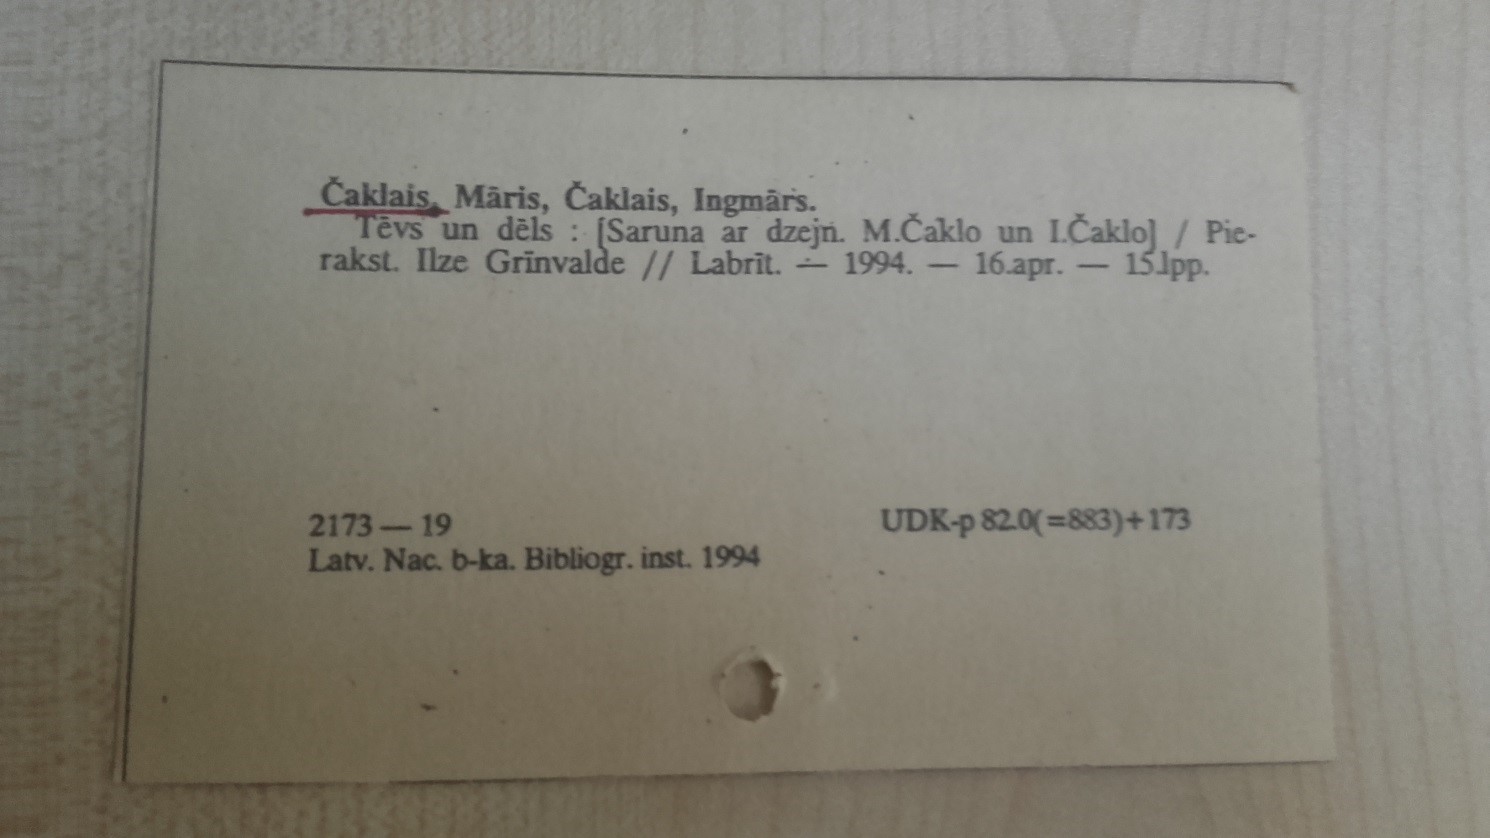 Čaklais, Māris, Čaklais, Ingmārs.
Tēvs un dēls : [Saruna ar dzejn. M.Čaklo un I.Čaklo] / Pie-
rakst. Ilze Grīnvalde // Labrīt. — 1994. — 16.apr. — 15.lpp.
2173 — 19 UDK-p 82.0(=883)+173
Latv. Nac. b-ka. Bibliogr. inst. 1994